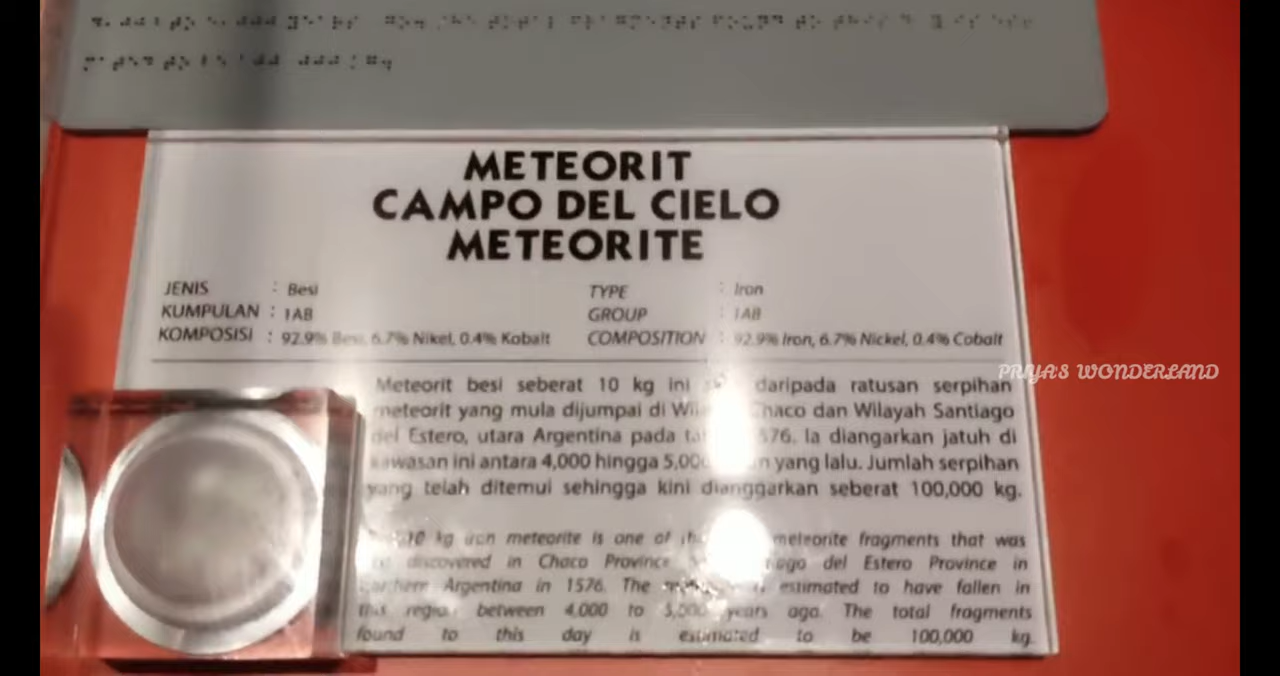 METEORIT
CAMPO DEL CIELO
METEORITE
JENIS : Besi
KUMPULAN : 1AB
KOMPOSISI : 92.9% Besi, 6.7% Nikel, 0.4% Kobalt
TYPE : Iron
GROUP : 1AB
COMPOSITION : 92.9% Iron, 6.7% Nickel, 0.4% Cobalt
PRIYA'S WONDERLAND
Meteorit besi seberat 10 kg ini daripada ratusan serpihan
meteorit yang mula dijumpai di Chaco dan Wilayah Santiago
del Estero, utara Argentina pada
Ia diangarkan jatuh di
kawasan ini antara 4,000 hingga yang lalu. Jumlah serpihan
yang telah ditemui sehingga kini dianggarkan seberat 100,000 kg.
10 kg iron meteorite is one of meteorite fragments that was
discovered in Chaco Province del Estero Province in
Argentina in 1576. The estimated to have fallen in
this region between 4,000 to 5,000 years ago. The total fragments
found to this day is estimated to be 100,000 kg.